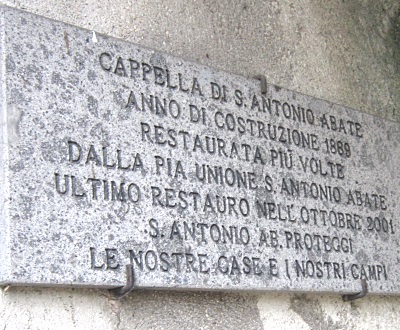 CAPPELLA DI S. ANTONIO ABATE
ANNO DI COSTRUZIONE 1889
RESTAURATA PIÚ VOLTE
DALLA PIA UNIONE S. ANTONIO ABATE
ULTIMO RESTAURO NELL'OTTOBRE 2001
S. ANTONIO AB. PROTEGGI
LE NOSTRE CASE E I NOSTRI CAMPI